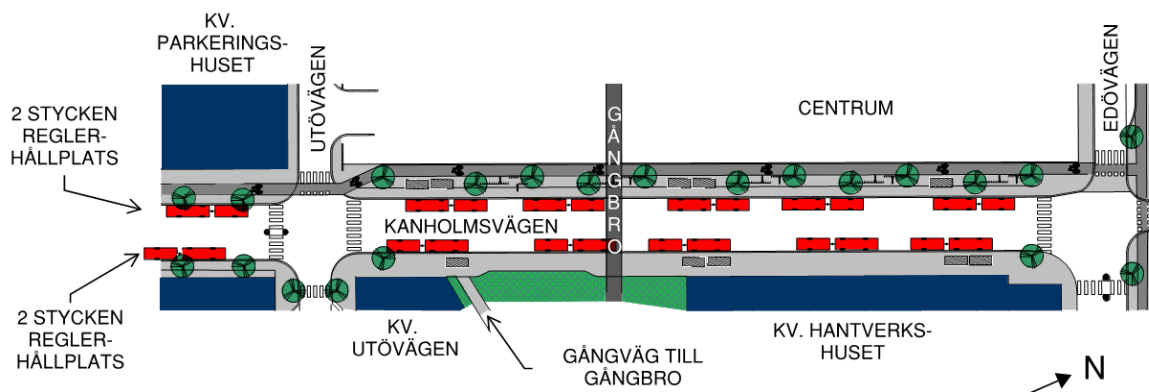 KV.
PARKERINGS-
HUSET
UTÖVÄGEN
CENTRUM
EDÖVÄGEN
2 STYCKEN
REGLER-
HÅLLPLATS
GÅNGBRO
KANHOLMSVÄGEN
2 STYCKEN
REGLER-
HÅLLPLATS
KV.
UTÖVÄGEN
GÅNGVÄG TILL
GÅNGBRO
KV. HANTVERKS-
HUSET
N